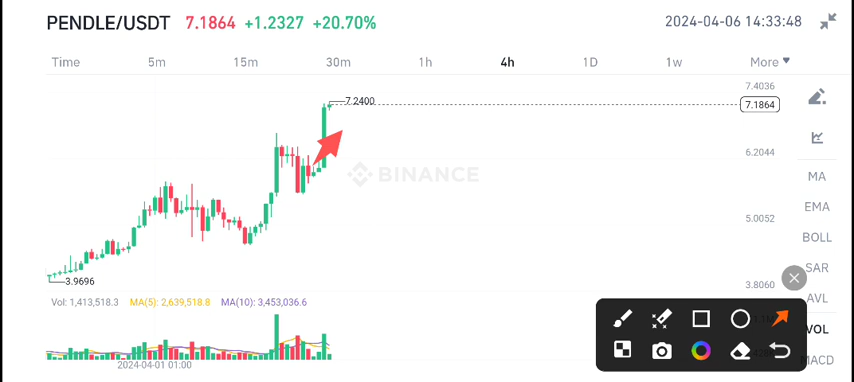 PENDLE/USDT 7.1864 +1.2327 +20.70% 2024-04-06 14:33:48
Time 5m 15m 30m 1h 4h 1D 1w More
7.4036
7.2400
7.1864
6.2044
BINANCE
MA
EMA
5.0052
BOLL
SAR
3.9696
3.8060
AVL
Vol: 1,413,518.3 MA(5): 2,639,518.8 MA(10): 3,453,036.6
VOL
MACD
2024-04-01 01:00